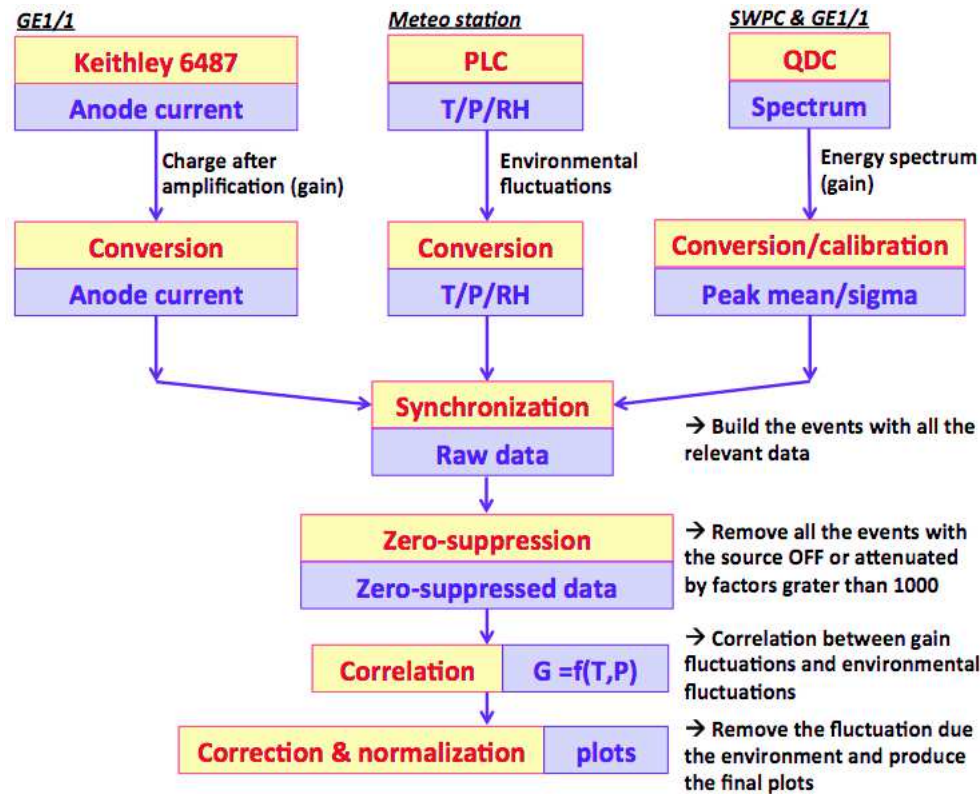 GE1/1
Meteo station
SWPC & GE1/1
Keithley 6487
Anode current
PLC
T/P/RH
QDC
Spectrum
Charge after
amplification (gain)
Environmental
fluctuations
Energy spectrum
(gain)
Conversion
Anode current
Conversion
T/P/RH
Conversion/calibration
Peak mean/sigma
Synchronization
Raw data
→ Build the events with all the
relevant data
Zero-suppression
Zero-suppressed data
→ Remove all the events with
the source OFF or attenuated
by factors grater than 1000
Correlation
G =f(T,P)
→ Correlation between gain
fluctuations and environmental
fluctuations
Correction & normalization
plots
→ Remove the fluctuation due
the environment and produce
the final plots